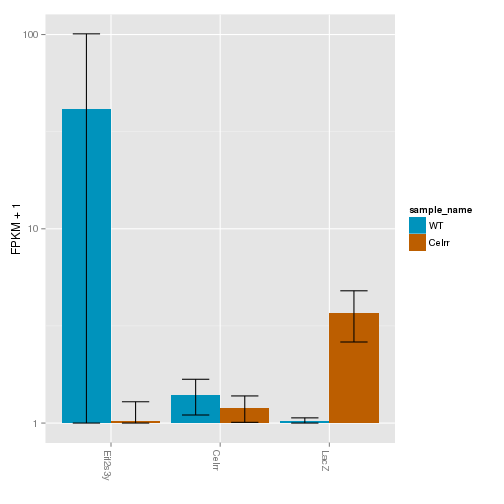 100
10
1
FPKM + 1
Eif2s3y
Celrr
LacZ
sample_name
WT
Celrr